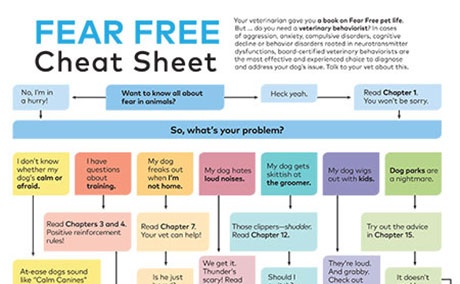 FEAR FREE
Cheat Sheet
Your veterinarian gave you a book on Fear Free pet life.
But ... do you need a veterinary behaviorist? In cases
of aggression, anxiety, compulsive disorders, cognitive
decline or behavior disorders rooted in neurotransmitter
dysfunctions, board-certified veterinary behaviorists are
the most effective and experienced choice to diagnose
and address your dog's issue. Talk to your vet about this.
No, I'm in
a hurry!
Want to know all about
fear in animals?
Heck yeah.
Read Chapter 1.
You won't be sorry.
So, what's your problem?
I don't know
whether my
dog's calm or
afraid.
I have
questions
about
training.
My dog
freaks out
when I'm
not home.
My dog hates
loud noises.
My dog gets
skittish at
the groomer.
My dog wigs
out with kids.
Dog parks are
a nightmare.
Read Chapters 3 and 4.
Positive reinforcement
rules!
Read Chapter 7.
Your vet can help!
Those clippers—shudder.
Read Chapter 12.
Try out the advice
in Chapter 15.
At-ease dogs sound
like "Calm Canines"
Is he just
We get it.
Thunder's
scary! Read
Should I
They're loud.
And grabby.
Check out
It doesn't